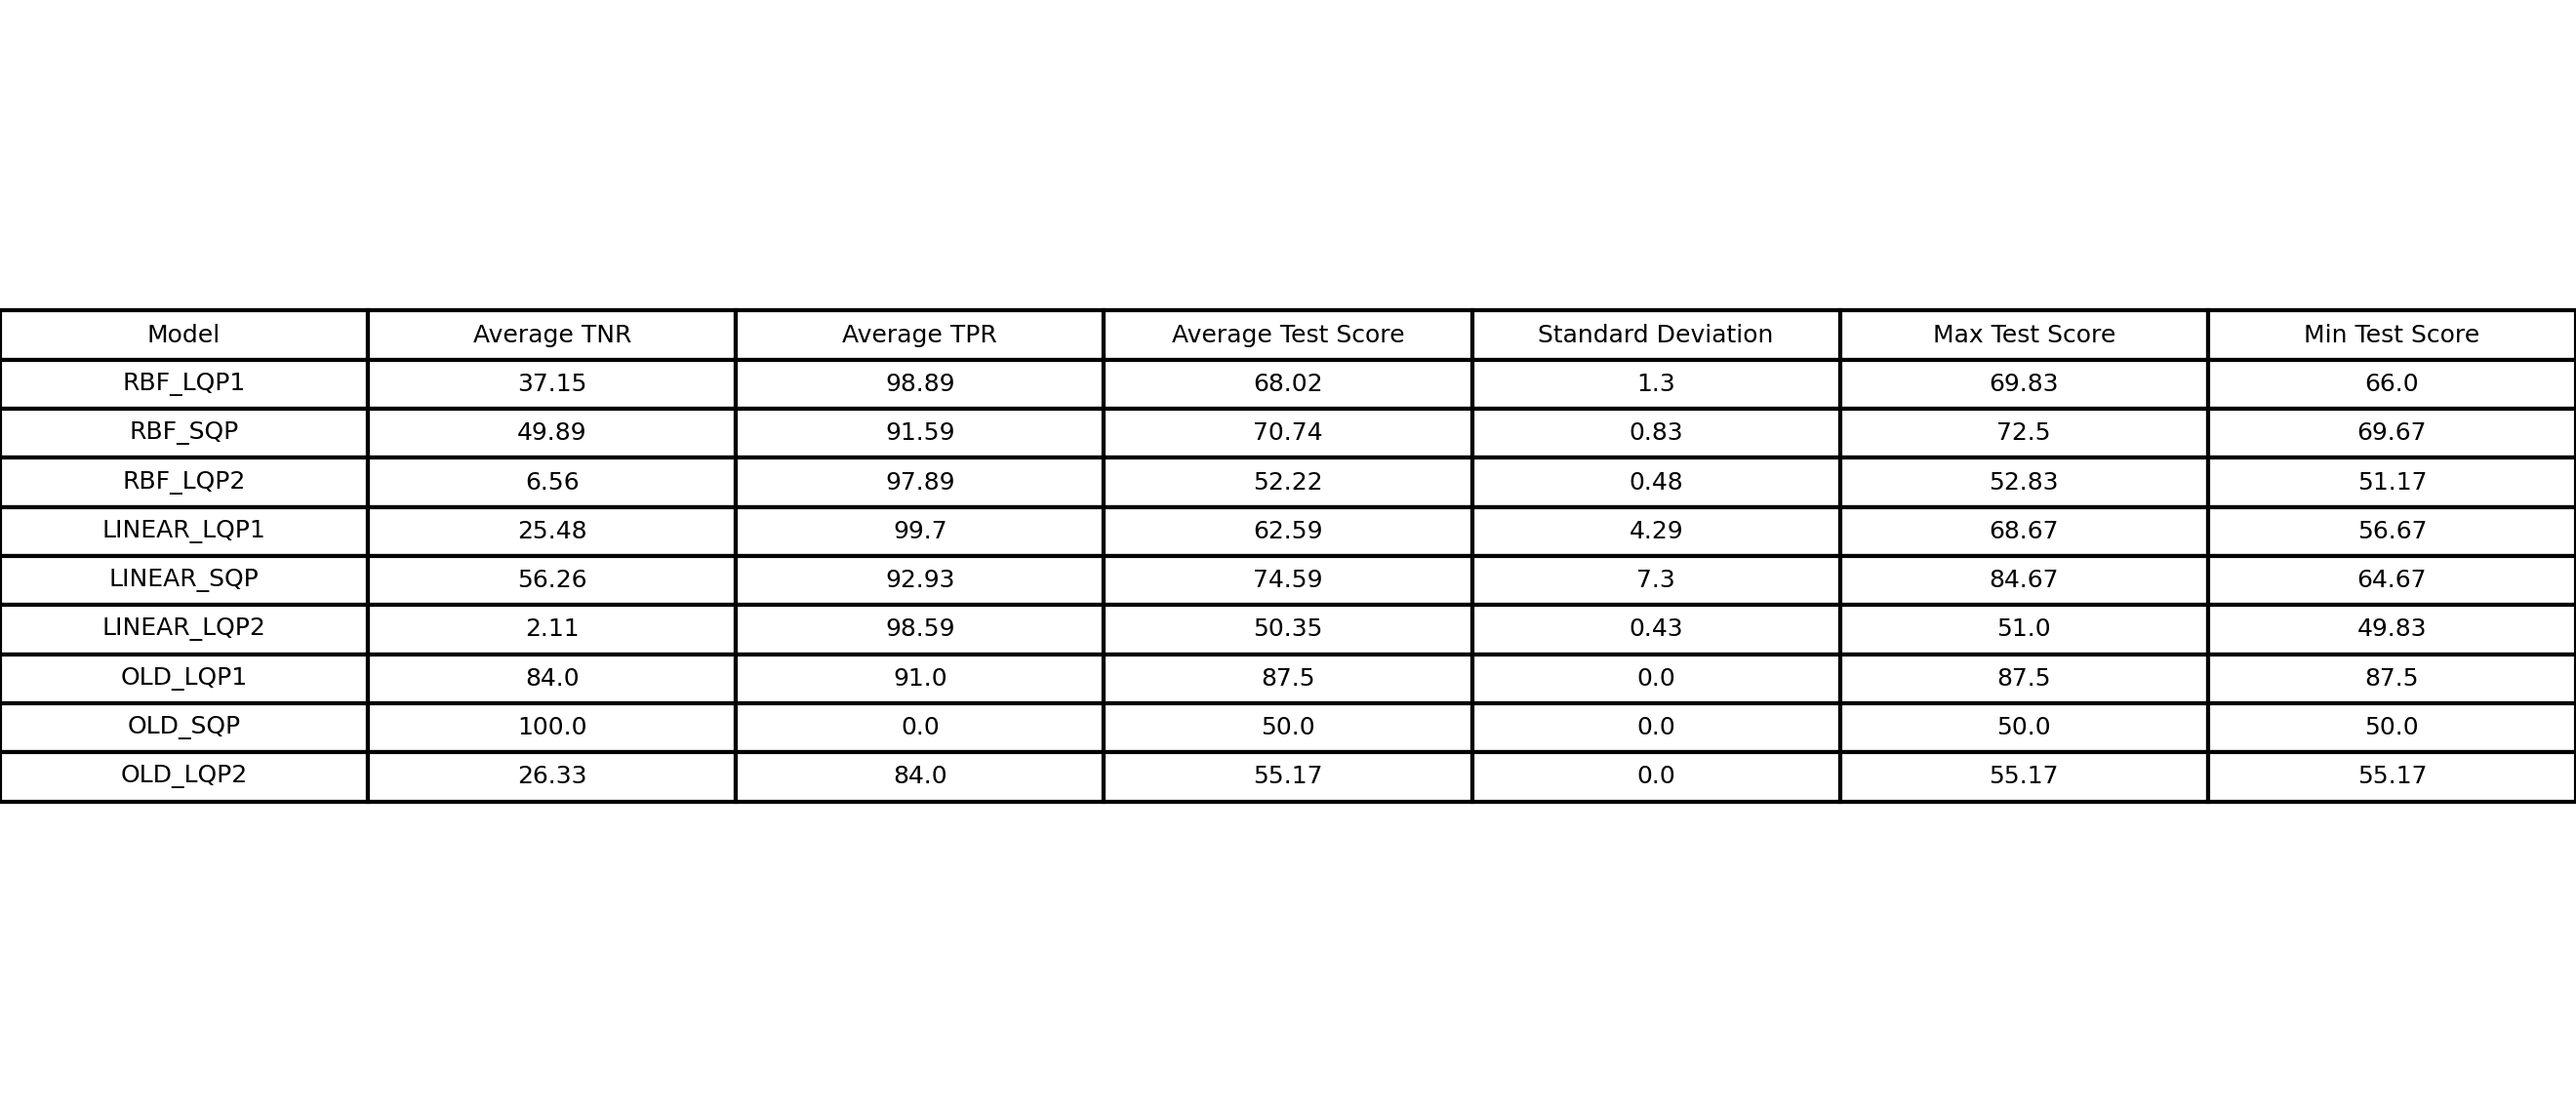 Model Average TNR Average TPR Average Test Score Standard Deviation Max Test Score Min Test Score
RBF_LQP1 37.15 98.89 68.02 1.3 69.83 66.0
RBF_SQP 49.89 91.59 70.74 0.83 72.5 69.67
RBF_LQP2 6.56 97.89 52.22 0.48 52.83 51.17
LINEAR_LQP1 25.48 99.7 62.59 4.29 68.67 56.67
LINEAR_SQP 56.26 92.93 74.59 7.3 84.67 64.67
LINEAR_LQP2 2.11 98.59 50.35 0.43 51.0 49.83
OLD_LQP1 84.0 91.0 87.5 0.0 87.5 87.5
OLD_SQP 100.0 0.0 50.0 0.0 50.0 50.0
OLD_LQP2 26.33 84.0 55.17 0.0 55.17 55.17